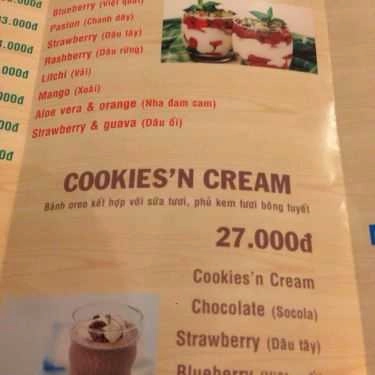 Blueberry (Việt quất)
Pasion (Chanh dây)
Strawberry (Dâu tây)
Rashberry (Dâu rừng)
Litchi (Vải)
Mango (Xoài)
Aloe vera & orange (Nha đam cam)
Strawberry & guava (Dâu ổi)
COOKIES'N CREAM
Bánh oreo kết hợp với sữa tươi, phủ kem tươi bông tuyết
27.000đ
Cookies'n Cream
Chocolate (Socola)
Strawberry (Dâu tây)
Blueberry